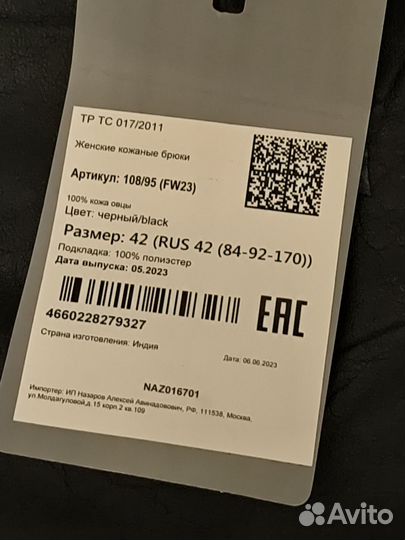 ТР ТС 017/2011
Женские кожаные брюки
Артикул: 108/95 (FW23)
100% кожа овцы
Цвет: черный/black
Размер: 42 (RUS 42 (84-92-170))
Подкладка: 100% полиэстер
Дата выпуска: 05.2023
4660228279327
EAC
Страна изготовления: Индия
Дата: 06.06.2023
NAZ016701
Импортер: ИП Назаров Алексей Авинадович, РФ, 111538, Москва,
ул.Молдагуловой,д.15 корп.2 кв.109
Avito